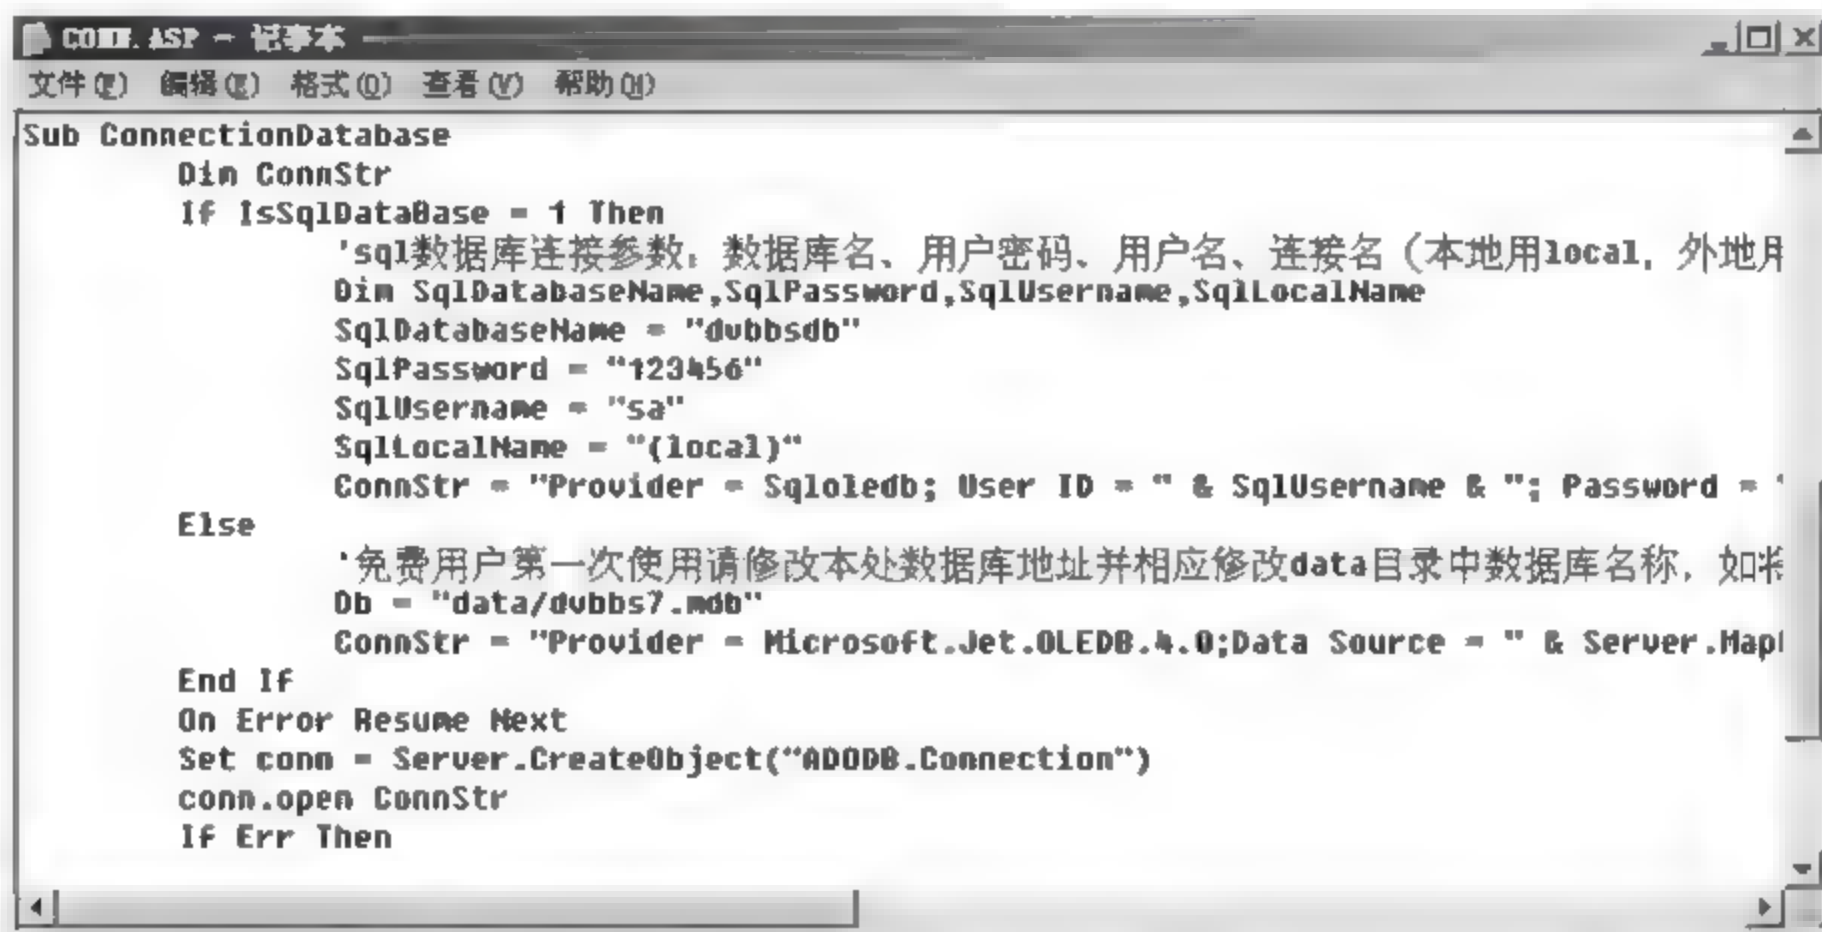 CONN.ASP - 记事本
文件(F) 编辑(E) 格式(O) 查看(V) 帮助(H)
Sub ConnectionDatabase
Dim ConnStr
If IsSqlDataBase = 1 Then
'sql数据库连接参数：数据库名、用户密码、用户名、连接名（本地用local，外地用
Dim SqlDatabaseName,SqlPassword,SqlUsername,SqlLocalName
SqlDatabaseName = "dvbbsdb"
SqlPassword = "123456"
SqlUsername = "sa"
SqlLocalName = "(local)"
ConnStr = "Provider = Sqloledb; User ID = " & SqlUsername & "; Password = "
Else
'免费用户第一次使用请修改本处数据库地址并相应修改data目录中数据库名称，如将
Db = "data/dvbbs7.mdb"
ConnStr = "Provider = Microsoft.Jet.OLEDB.4.0;Data Source = " & Server.Map
End If
On Error Resume Next
Set conn = Server.CreateObject("ADODB.Connection")
conn.open ConnStr
If Err Then